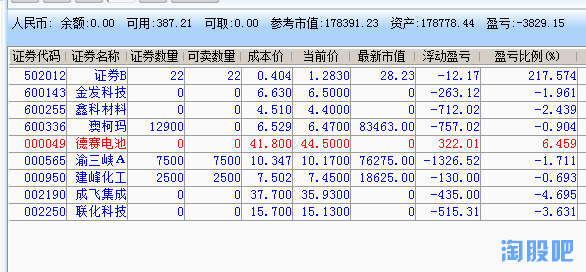 人民币: 余额:0.00 可用:387.21 可取:0.00 参考市值:178391.23 资产:178778.44 盈亏:-3829.15
证券代码 证券名称 证券数量 可卖数量 成本价 当前价 最新市值 浮动盈亏 盈亏比例(%)
502012 证券B 22 22 0.404 1.2830 28.23 -12.17 217.574
600143 金发科技 0 0 6.630 6.5000 -263.12 -1.961
600255 鑫科材料 0 0 4.510 4.4000 -712.02 -2.439
600336 澳柯玛 12900 0 6.529 6.4700 83463.00 -757.02 -0.904
000049 德赛电池 0 0 41.800 44.5000 322.01 6.459
000565 渝三峡A 7500 7500 10.347 10.1700 76275.00 -1326.52 -1.711
000950 建峰化工 2500 2500 7.502 7.4500 18625.00 -130.00 -0.693
002190 成飞集成 0 0 37.700 35.9300 -435.00 -4.695
002250 联化科技 0 0 15.700 15.1300 -515.31 -3.631
淘股吧